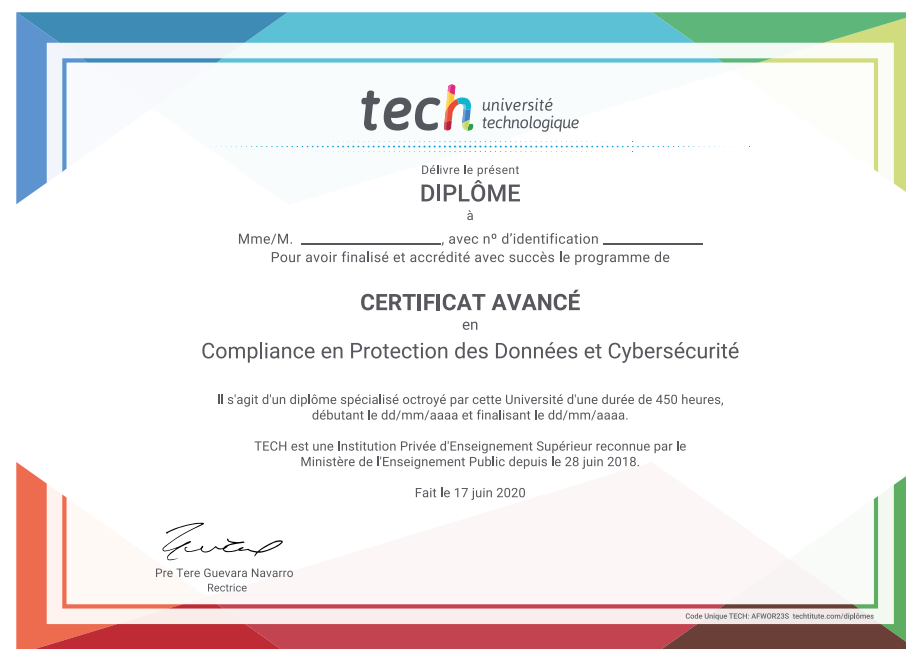 tech université
technologique
Délivre le présent
DIPLÔME
à
Mme/M. ____________________, avec nº d'identification ______________
Pour avoir finalisé et accrédité avec succès le programme de
CERTIFICAT AVANCÉ
en
Compliance en Protection des Données et Cybersécurité
Il s'agit d'un diplôme spécialisé octroyé par cette Université d'une durée de 450 heures,
débutant le dd/mm/aaaa et finalisant le dd/mm/aaaa.
TECH est une Institution Privée d'Enseignement Supérieur reconnue par le
Ministère de l'Enseignement Public depuis le 28 juin 2018.
Fait le 17 juin 2020
Pre Tere Guevara Navarro
Rectrice
Code Unique TECH: AFWOR23S techtitute.com/diplômes